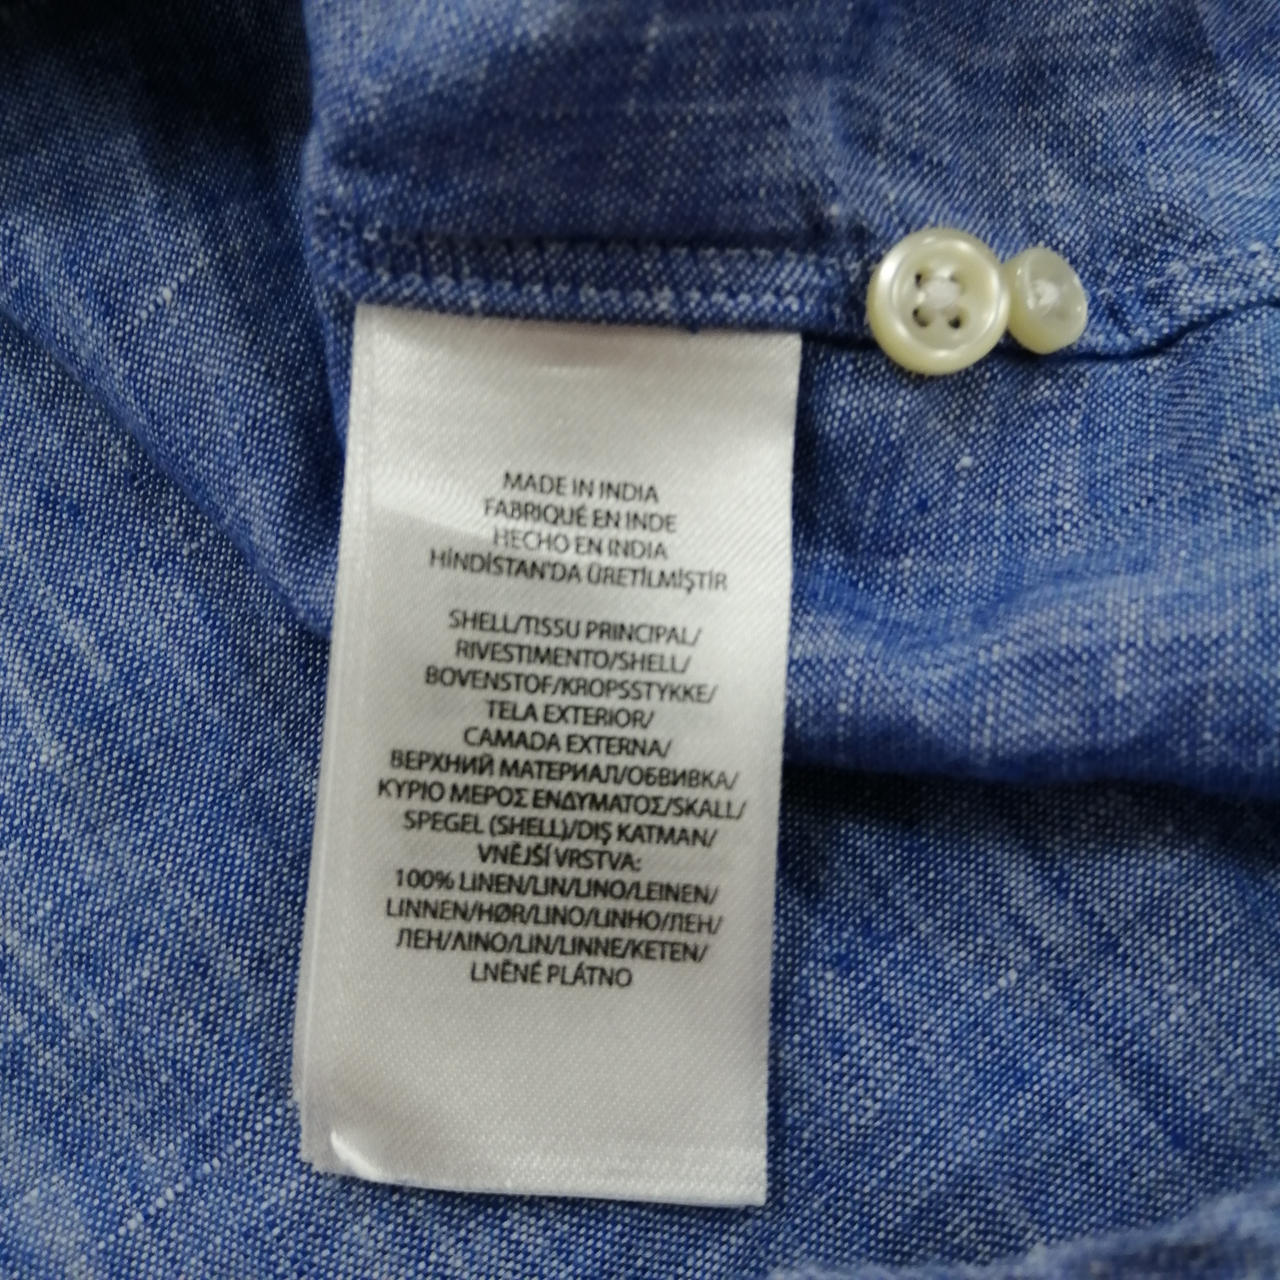 MADE IN INDIA
FABRIQUÉ EN INDE
HECHO EN INDIA
HİNDİSTAN'DA ÜRETİLMİŞTİR
SHELL/TISSU PRINCIPAL/
RIVESTIMENTO/SHELL/
BOVENSTOF/KROPSSTYKKE/
TELA EXTERIOR/
CAMADA EXTERNA/
ВЕРХНИЙ МАТЕРИАЛ/ОБВИВКА/
ΚΥΡΙΟ ΜΕΡΟΣ ΕΝΔΥΜΑΤΟΣ/SKALL/
SPEGEL (SHELL)/DIŞ KATMAN/
VNĚJŠÍ VRSTVA:
100% LINEN/LIN/LINO/LEINEN/
LINNEN/HØR/LINO/LINHO/ЛЕН/
ЛЕН/ΛΙΝΟ/LIN/LINNE/KETEN/
LNĚNÉ PLÁTNO